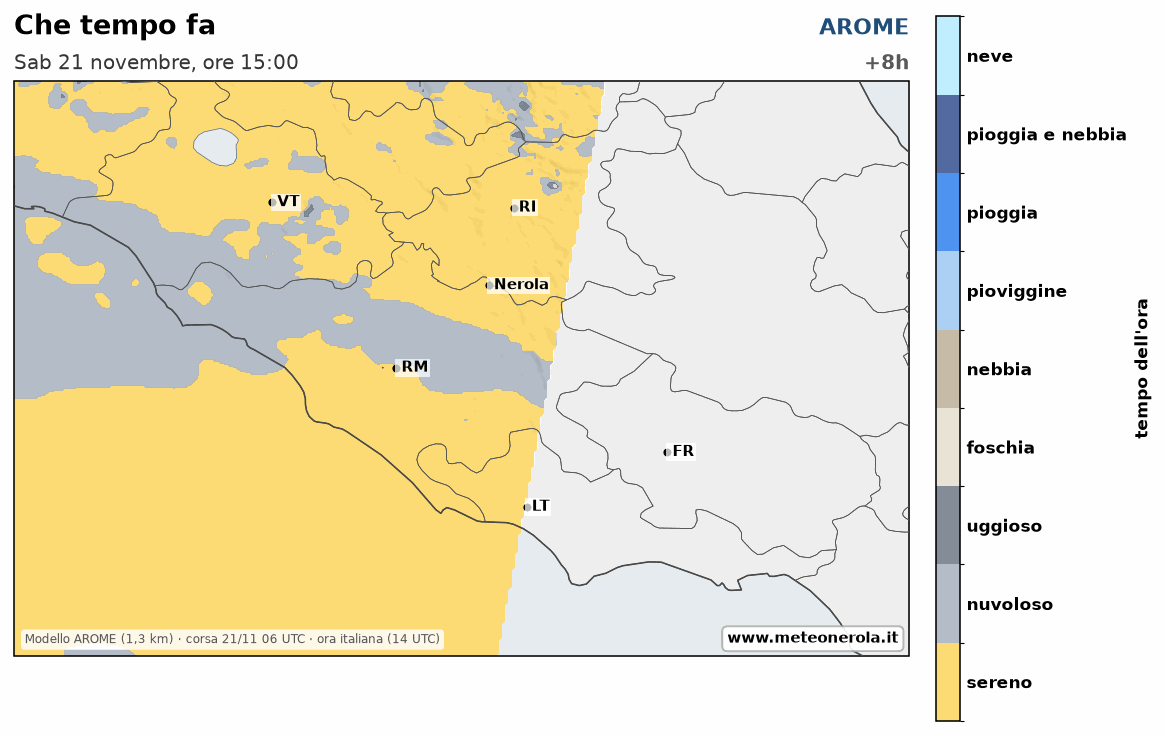 Che tempo fa
AROME
Sab 21 novembre, ore 15:00
+8h
VT
RI
Nerola
RM
FR
LT
Modello AROME (1,3 km) · corsa 21/11 06 UTC · ora italiana (14 UTC)
www.meteonerola.it
neve
pioggia e nebbia
pioggia
pioviggine
nebbia
foschia
uggioso
nuvoloso
sereno
tempo dell'ora